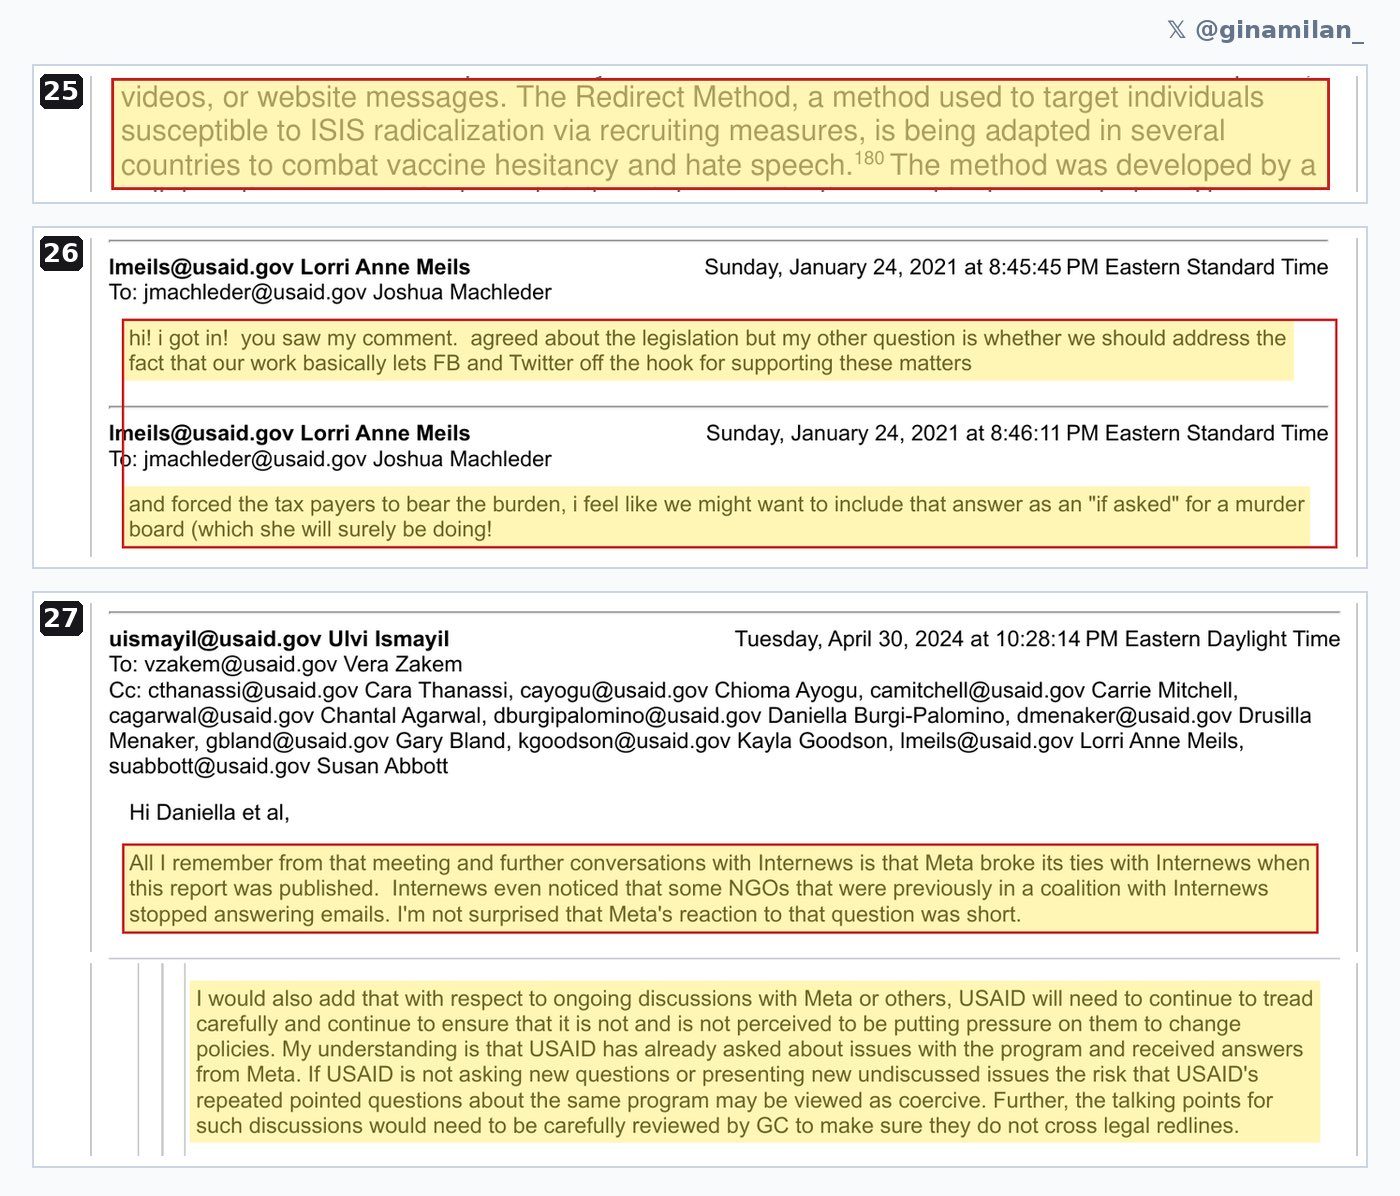 𝕏 @ginamilan_
25
videos, or website messages. The Redirect Method, a method used to target individuals
susceptible to ISIS radicalization via recruiting measures, is being adapted in several
countries to combat vaccine hesitancy and hate speech.180 The method was developed by a
26
lmeils@usaid.gov Lorri Anne Meils Sunday, January 24, 2021 at 8:45:45 PM Eastern Standard Time
To: jmachleder@usaid.gov Joshua Machleder
hi! i got in!  you saw my comment.  agreed about the legislation but my other question is whether we should address the
fact that our work basically lets FB and Twitter off the hook for supporting these matters
lmeils@usaid.gov Lorri Anne Meils Sunday, January 24, 2021 at 8:46:11 PM Eastern Standard Time
To: jmachleder@usaid.gov Joshua Machleder
and forced the tax payers to bear the burden, i feel like we might want to include that answer as an "if asked" for a murder
board (which she will surely be doing!
27
uismayil@usaid.gov Ulvi Ismayil Tuesday, April 30, 2024 at 10:28:14 PM Eastern Daylight Time
To: vzakem@usaid.gov Vera Zakem
Cc: cthanassi@usaid.gov Cara Thanassi, cayogu@usaid.gov Chioma Ayogu, camitchell@usaid.gov Carrie Mitchell,
cagarwal@usaid.gov Chantal Agarwal, dburgipalomino@usaid.gov Daniella Burgi-Palomino, dmenaker@usaid.gov Drusilla
Menaker, gbland@usaid.gov Gary Bland, kgoodson@usaid.gov Kayla Goodson, lmeils@usaid.gov Lorri Anne Meils,
suabbott@usaid.gov Susan Abbott
Hi Daniella et al,
All I remember from that meeting and further conversations with Internews is that Meta broke its ties with Internews when
this report was published.  Internews even noticed that some NGOs that were previously in a coalition with Internews
stopped answering emails. I'm not surprised that Meta's reaction to that question was short.
I would also add that with respect to ongoing discussions with Meta or others, USAID will need to continue to tread
carefully and continue to ensure that it is not and is not perceived to be putting pressure on them to change
policies. My understanding is that USAID has already asked about issues with the program and received answers
from Meta. If USAID is not asking new questions or presenting new undiscussed issues the risk that USAID's
repeated pointed questions about the same program may be viewed as coercive. Further, the talking points for
such discussions would need to be carefully reviewed by GC to make sure they do not cross legal redlines.